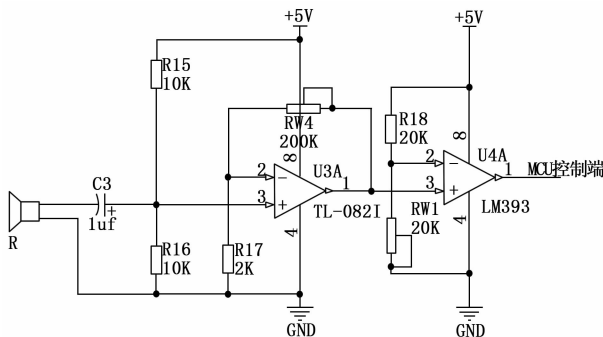 +5V
+5V
R15
10K
RW4
200K
8
U3A
2
−
3
+
1
TL-082I
4
C3
+
1uf
R
R16
10K
R17
2K
GND
R18
20K
8
U4A
2
−
3
+
1
MCU控制端
LM393
4
RW1
20K
GND